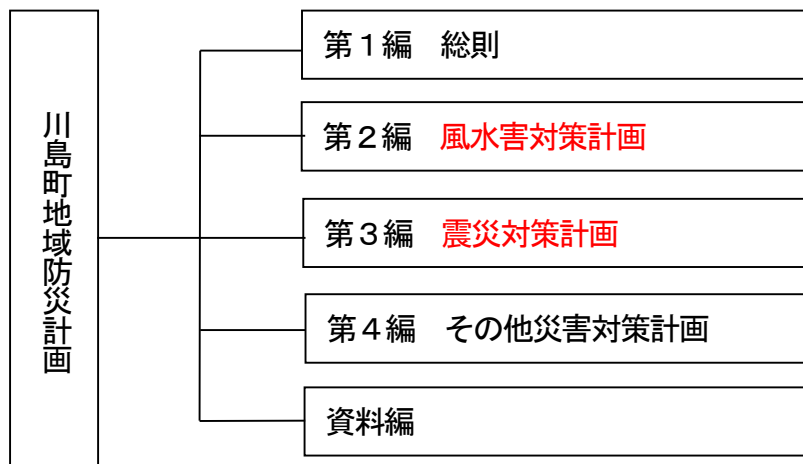 川島町地域防災計画
第１編　総則
第２編　風水害対策計画
第３編　震災対策計画
第４編　その他災害対策計画
資料編